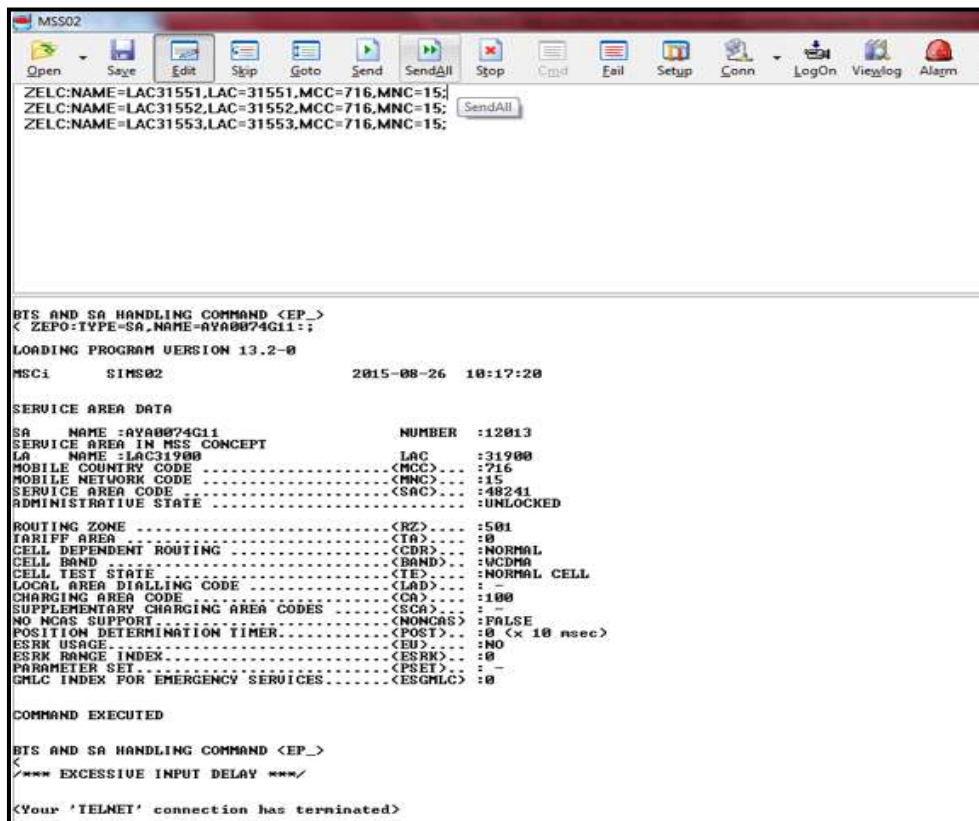 MSS02
Open Save Edit Skip Goto Send SendAll Stop Cmd Fail Setup Conn LogOn Viewlog Alarm
ZELC:NAME=LAC31551,LAC=31551,MCC=716,MNC=15;
ZELC:NAME=LAC31552,LAC=31552,MCC=716,MNC=15; SendAll
ZELC:NAME=LAC31553,LAC=31553,MCC=716,MNC=15;
BTS AND SA HANDLING COMMAND <EP_>
< ZEPO:TYPE=SA,NAME=AYA0074G11:;
LOADING PROGRAM VERSION 13.2-0
MSCi SIMS02 2015-08-26 10:17:20
SERVICE AREA DATA
SA NAME :AYA0074G11 NUMBER :12013
SERVICE AREA IN MSS CONCEPT
LA NAME :LAC31900 LAC :31900
MOBILE COUNTRY CODE ......................<MCC>... :716
MOBILE NETWORK CODE ......................<MNC>... :15
SERVICE AREA CODE ........................<SAC>... :48241
ADMINISTRATIVE STATE ............................. :UNLOCKED
ROUTING ZONE .............................<RZ>.... :501
TARIFF AREA ..............................<TA>.... :0
CELL DEPENDENT ROUTING ...................<CDR>... :NORMAL
CELL BAND ................................<BAND>.. :WCDMA
CELL TEST STATE ..........................<TE>.... :NORMAL CELL
LOCAL AREA DIALLING CODE .................<LAD>... : -
CHARGING AREA CODE .......................<CA>.... :100
SUPPLEMENTARY CHARGING AREA CODES ......<SCA>... : -
NO NCAS SUPPORT..........................<NONCAS> :FALSE
POSITION DETERMINATION TIMER.............<POST>.. :0 (x 10 msec)
ESRK USAGE...............................<EU>.... :NO
ESRK RANGE INDEX.........................<ESRK>.. :0
PARAMETER SET............................<PSET>.. : -
GMLC INDEX FOR EMERGENCY SERVICES.......<ESGMLC> :0
COMMAND EXECUTED
BTS AND SA HANDLING COMMAND <EP_>
<
/*** EXCESSIVE INPUT DELAY ***/
<Your 'TELNET' connection has terminated>